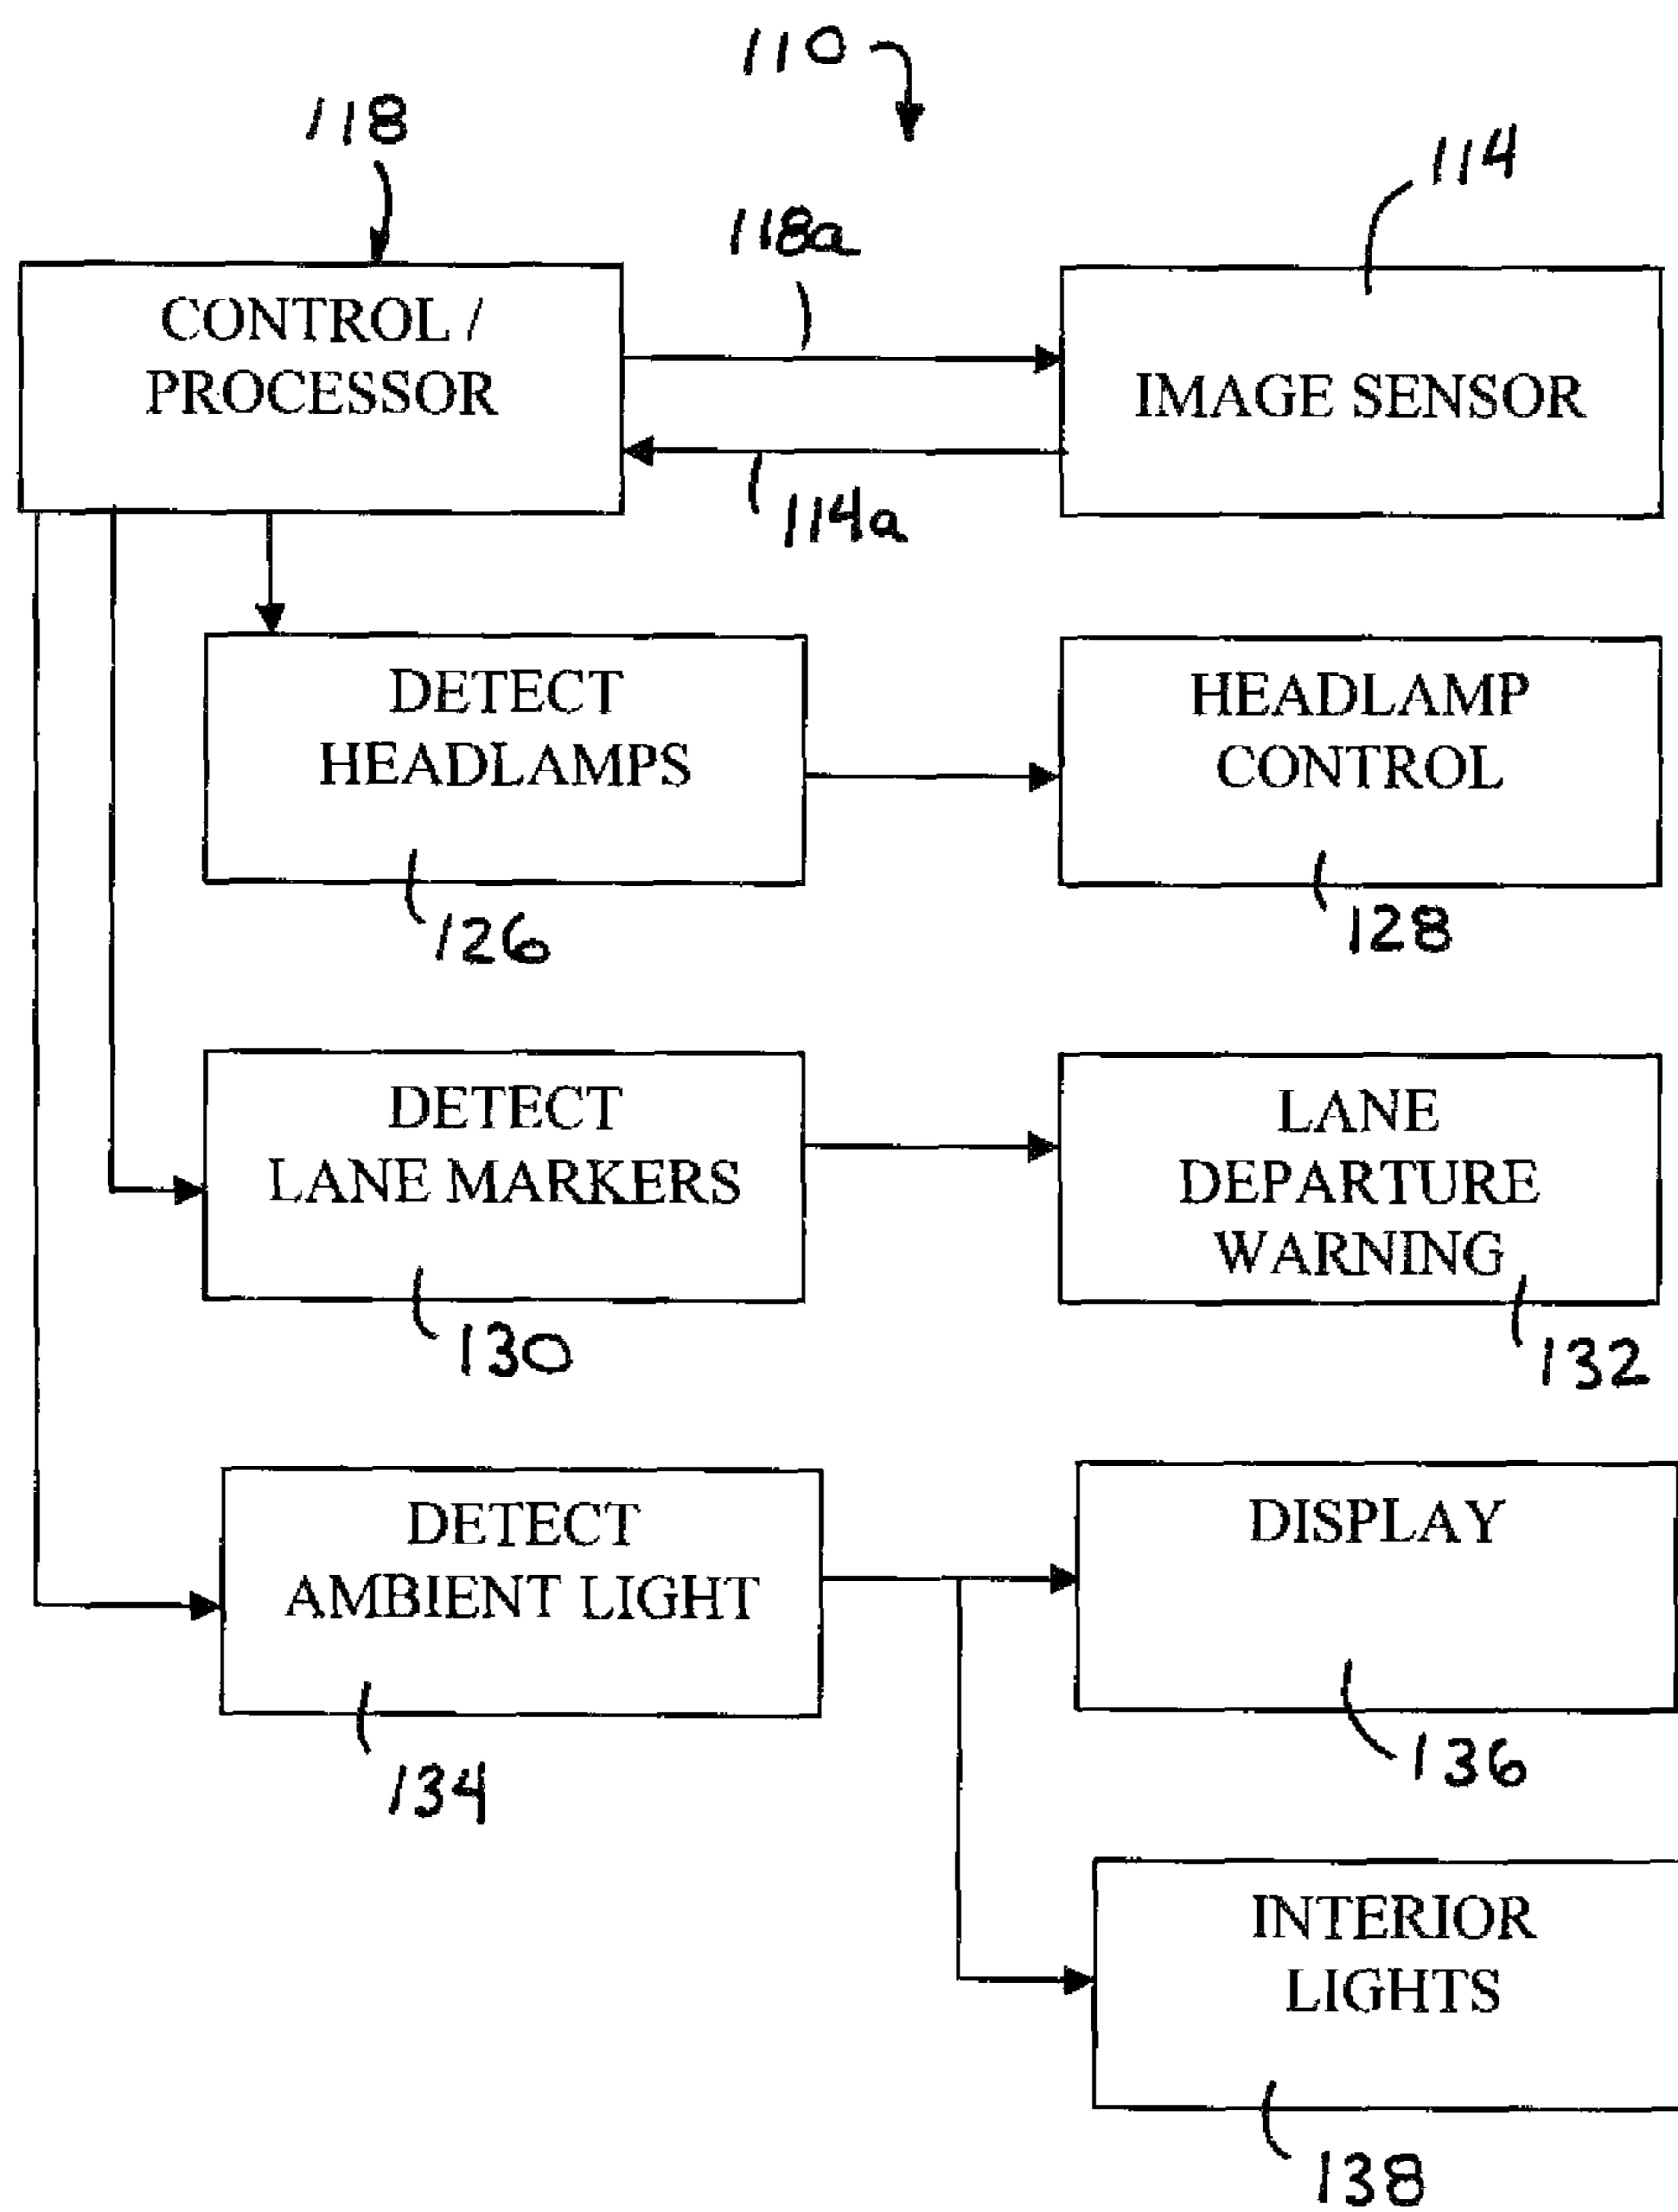 110
118
114
118a
CONTROL /
PROCESSOR
IMAGE SENSOR
114a
DETECT
HEADLAMPS
126
HEADLAMP
CONTROL
128
DETECT
LANE MARKERS
130
LANE
DEPARTURE
WARNING
132
DETECT
AMBIENT LIGHT
134
DISPLAY
136
INTERIOR
LIGHTS
138